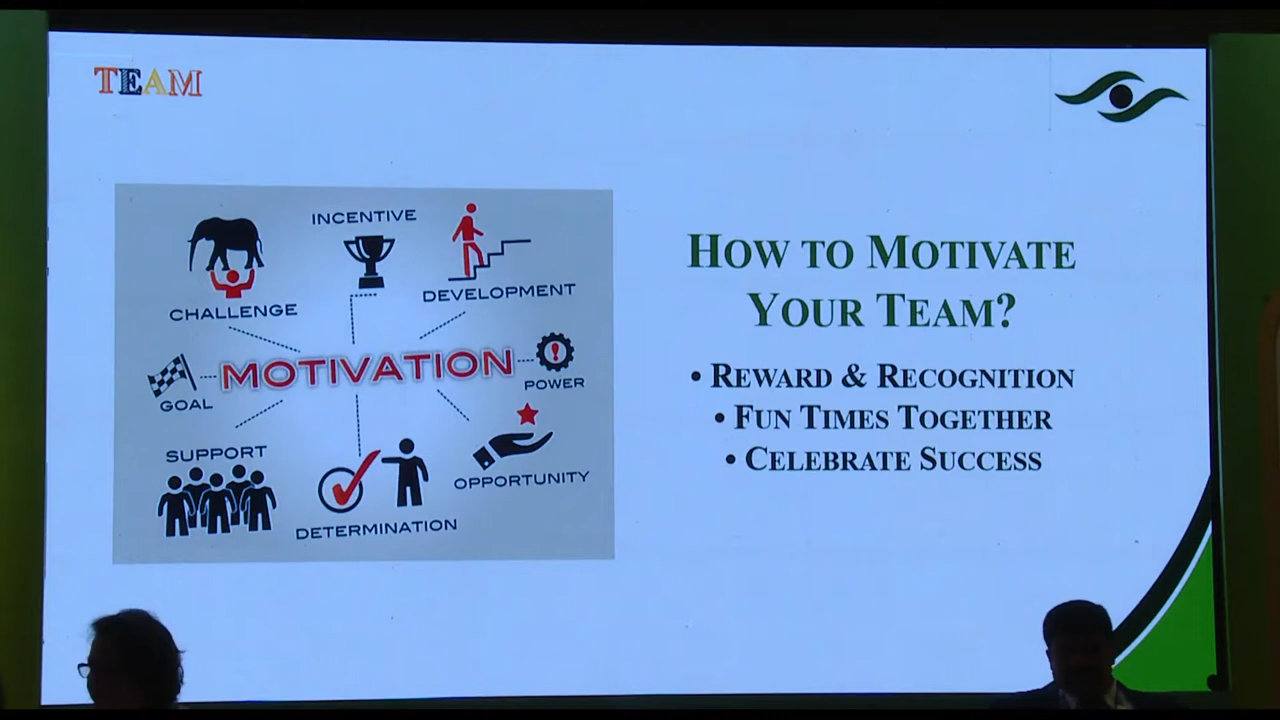 TEAM
INCENTIVE
DEVELOPMENT
CHALLENGE
MOTIVATION
POWER
GOAL
SUPPORT
OPPORTUNITY
DETERMINATION
HOW TO MOTIVATE
YOUR TEAM?
• REWARD & RECOGNITION
• FUN TIMES TOGETHER
• CELEBRATE SUCCESS